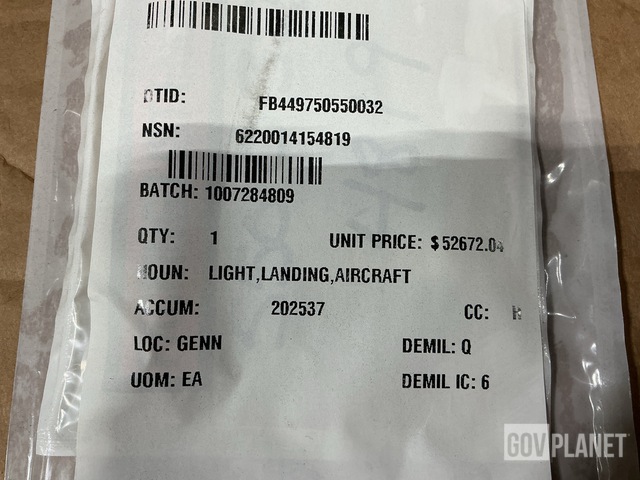 DTID: FB449750550032
NSN: 6220014154819
BATCH: 1007284809
QTY: 1 UNIT PRICE: $52672.04
NOUN: LIGHT,LANDING,AIRCRAFT
ACCUM: 202537 CC: H
LOC: GENN DEMIL: Q
UOM: EA DEMIL IC: 6
GOVPLANET